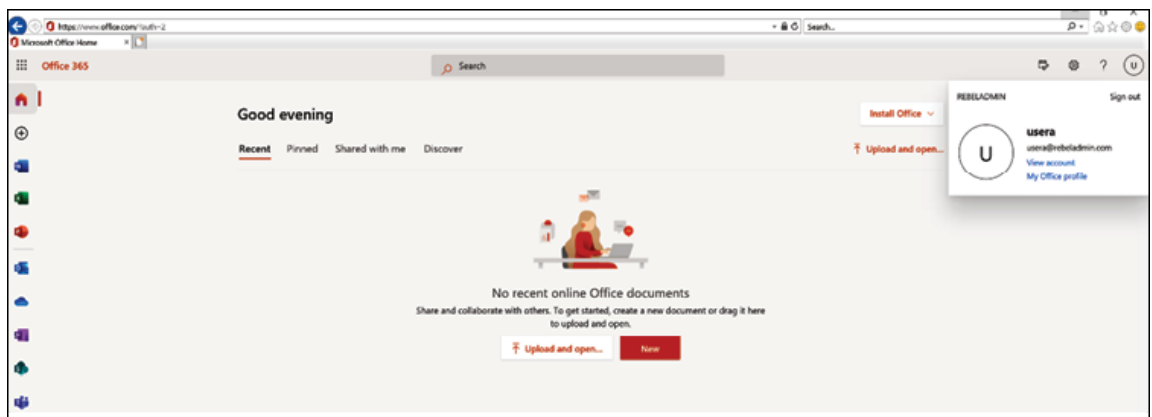 https://www.office.com/?auth=2
Search...
Microsoft Office Home
Office 365
Search
?
U
REBELADMIN
Sign out
Good evening
Install Office
U
usera
usera@rebeladmin.com
View account
My Office profile
Recent Pinned Shared with me Discover
Upload and open...
No recent online Office documents
Share and collaborate with others. To get started, create a new document or drag it here
to upload and open.
Upload and open...
New